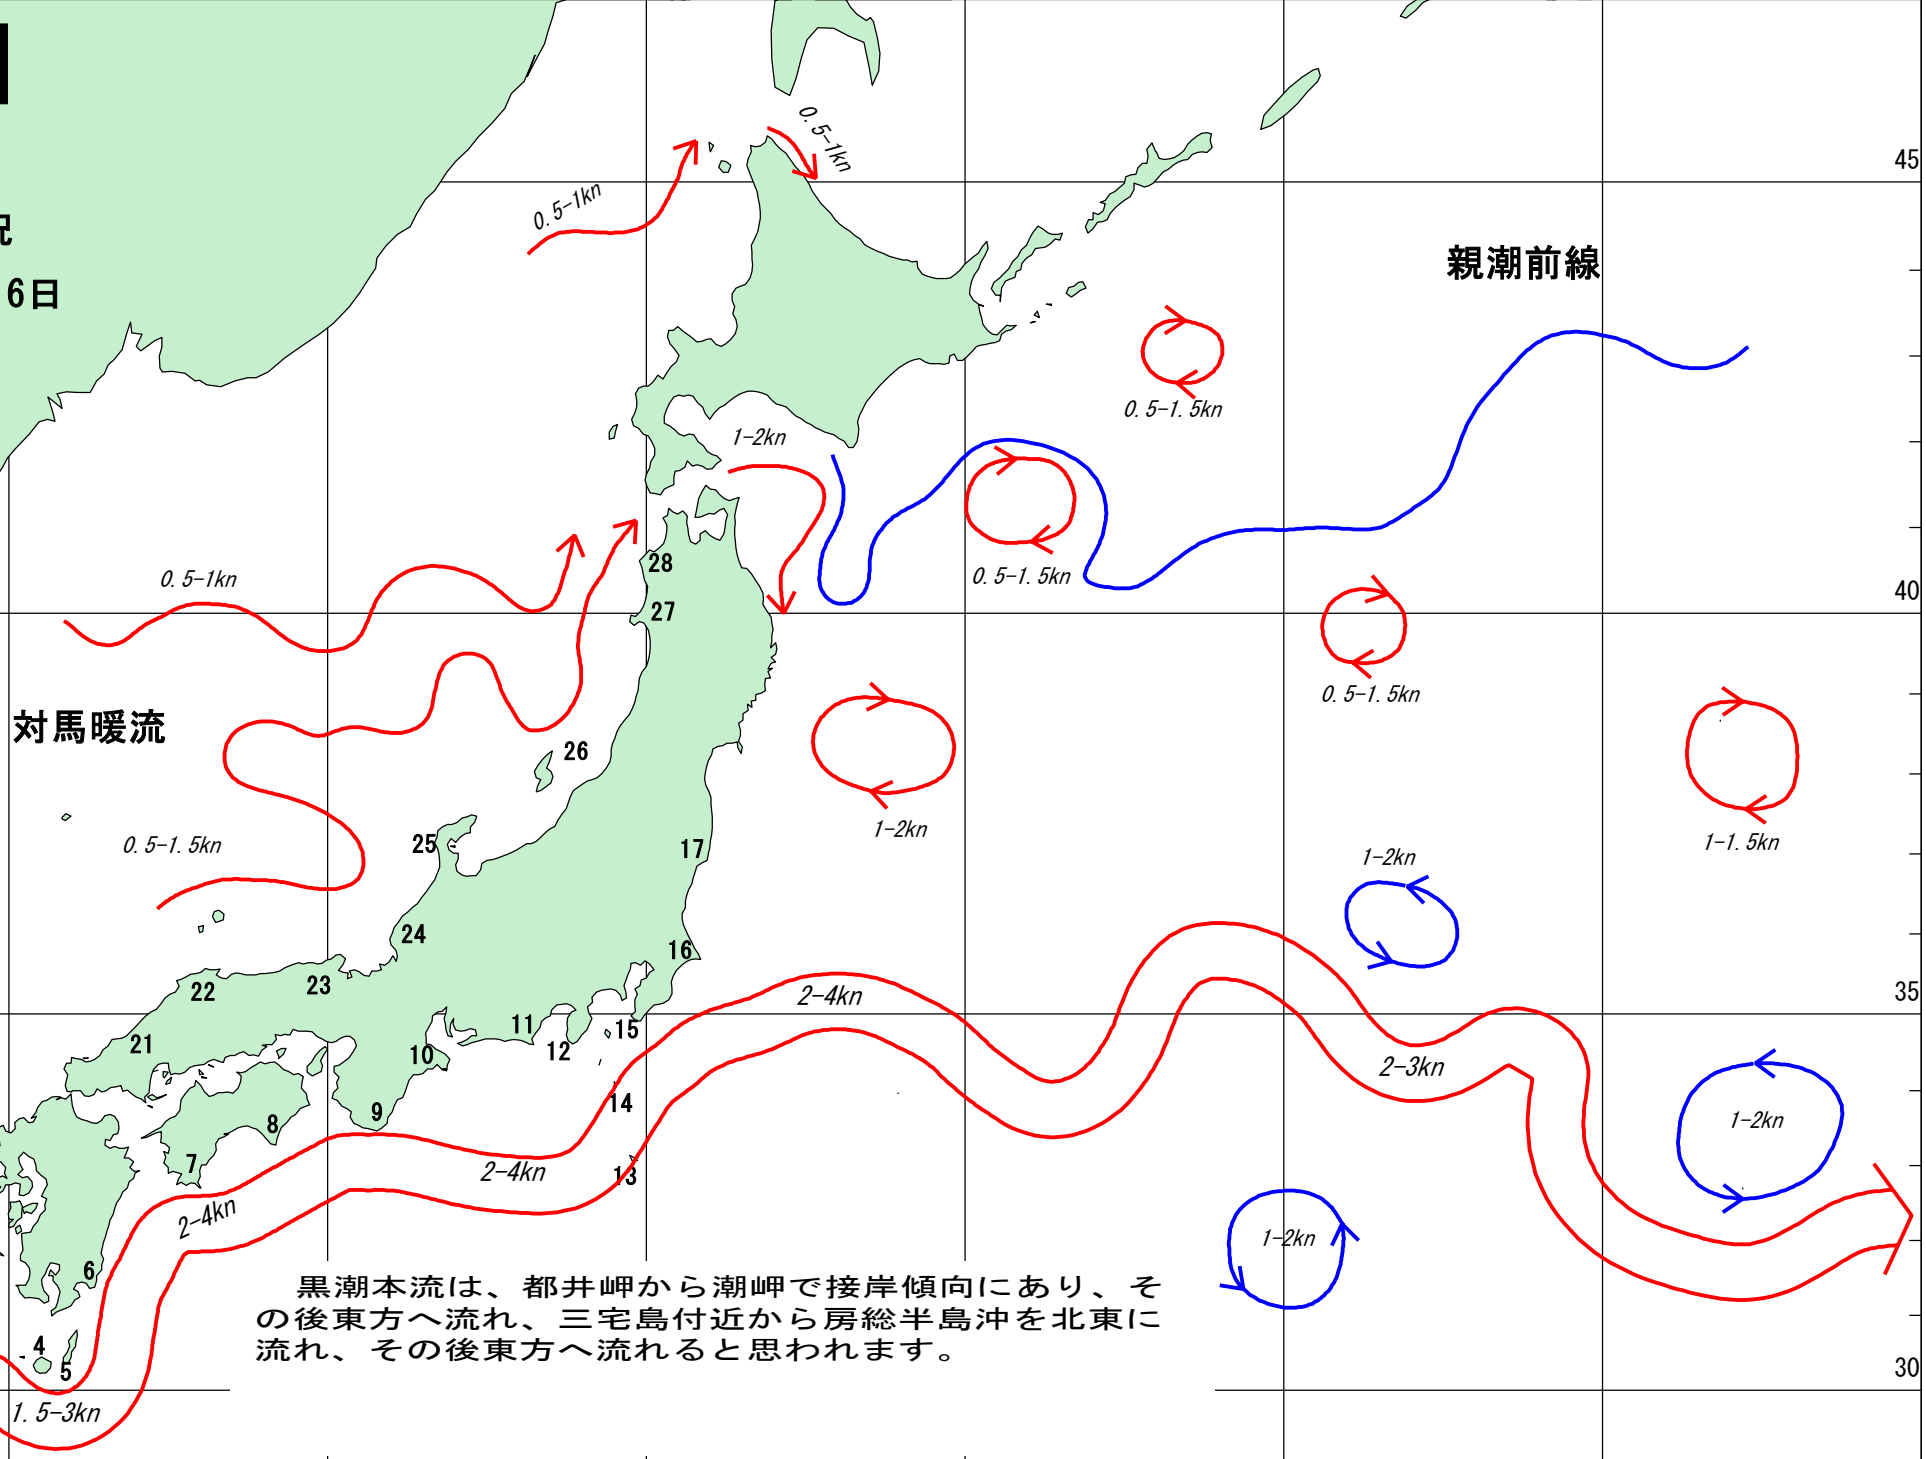 況
6日
親潮前線
対馬暖流
45
40
35
30
0.5-1kn
0.5-1kn
0.5-1.5kn
1-2kn
0.5-1.5kn
0.5-1kn
0.5-1.5kn
1-2kn
1-1.5kn
0.5-1.5kn
1-2kn
2-4kn
2-3kn
1-2kn
2-4kn
2-4kn
1-2kn
1.5-3kn
28
27
26
25
17
24
16
23
22
21
11
15
12
10
14
9
8
13
7
6
4
5
黒潮本流は、都井岬から潮岬で接岸傾向にあり、そ
の後東方へ流れ、三宅島付近から房総半島沖を北東に
流れ、その後東方へ流れると思われます。